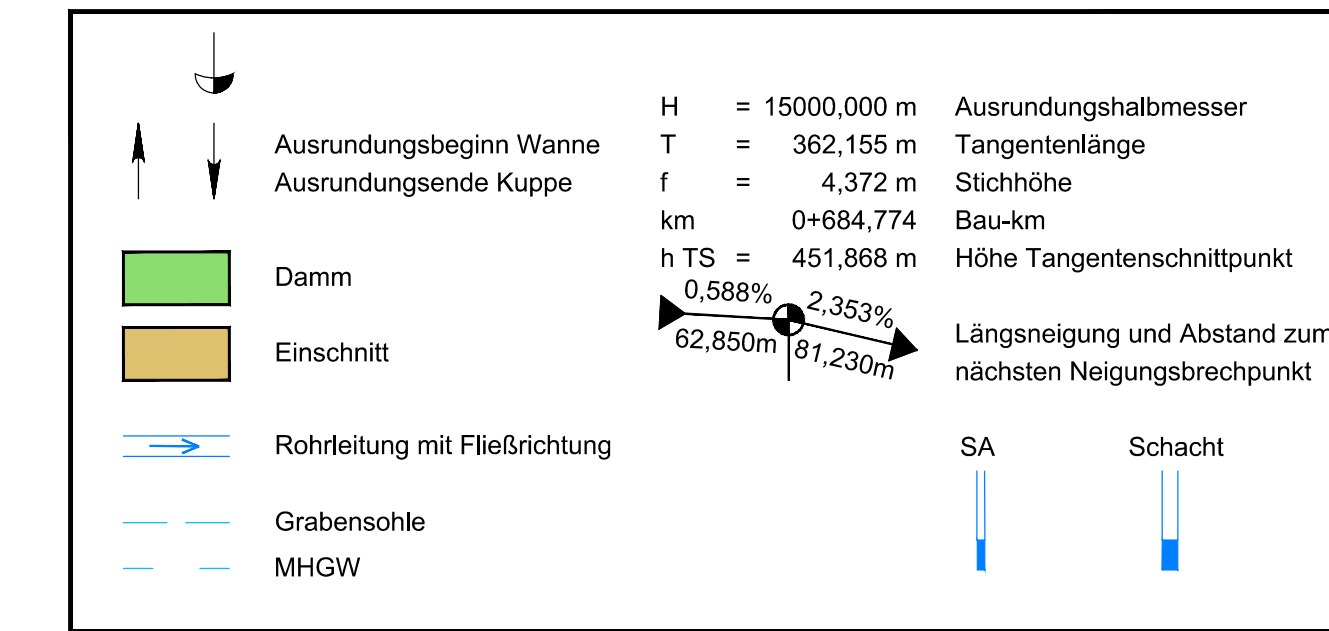 H = 15000,000 m Ausrundungshalbmesser
Ausrundungsbeginn Wanne
T = 362,155 m Tangentenlänge
Ausrundungsende Kuppe
f = 4,372 m Stichhöhe
km 0+684,774 Bau-km
h TS = 451,868 m Höhe Tangentenschnittpunkt
Damm
0,588% 2,353%
62,850m 81,230m
Längsneigung und Abstand zum
nächsten Neigungsbrechpunkt
Einschnitt
Rohrleitung mit Fließrichtung
SA Schacht
Grabensohle
MHGW